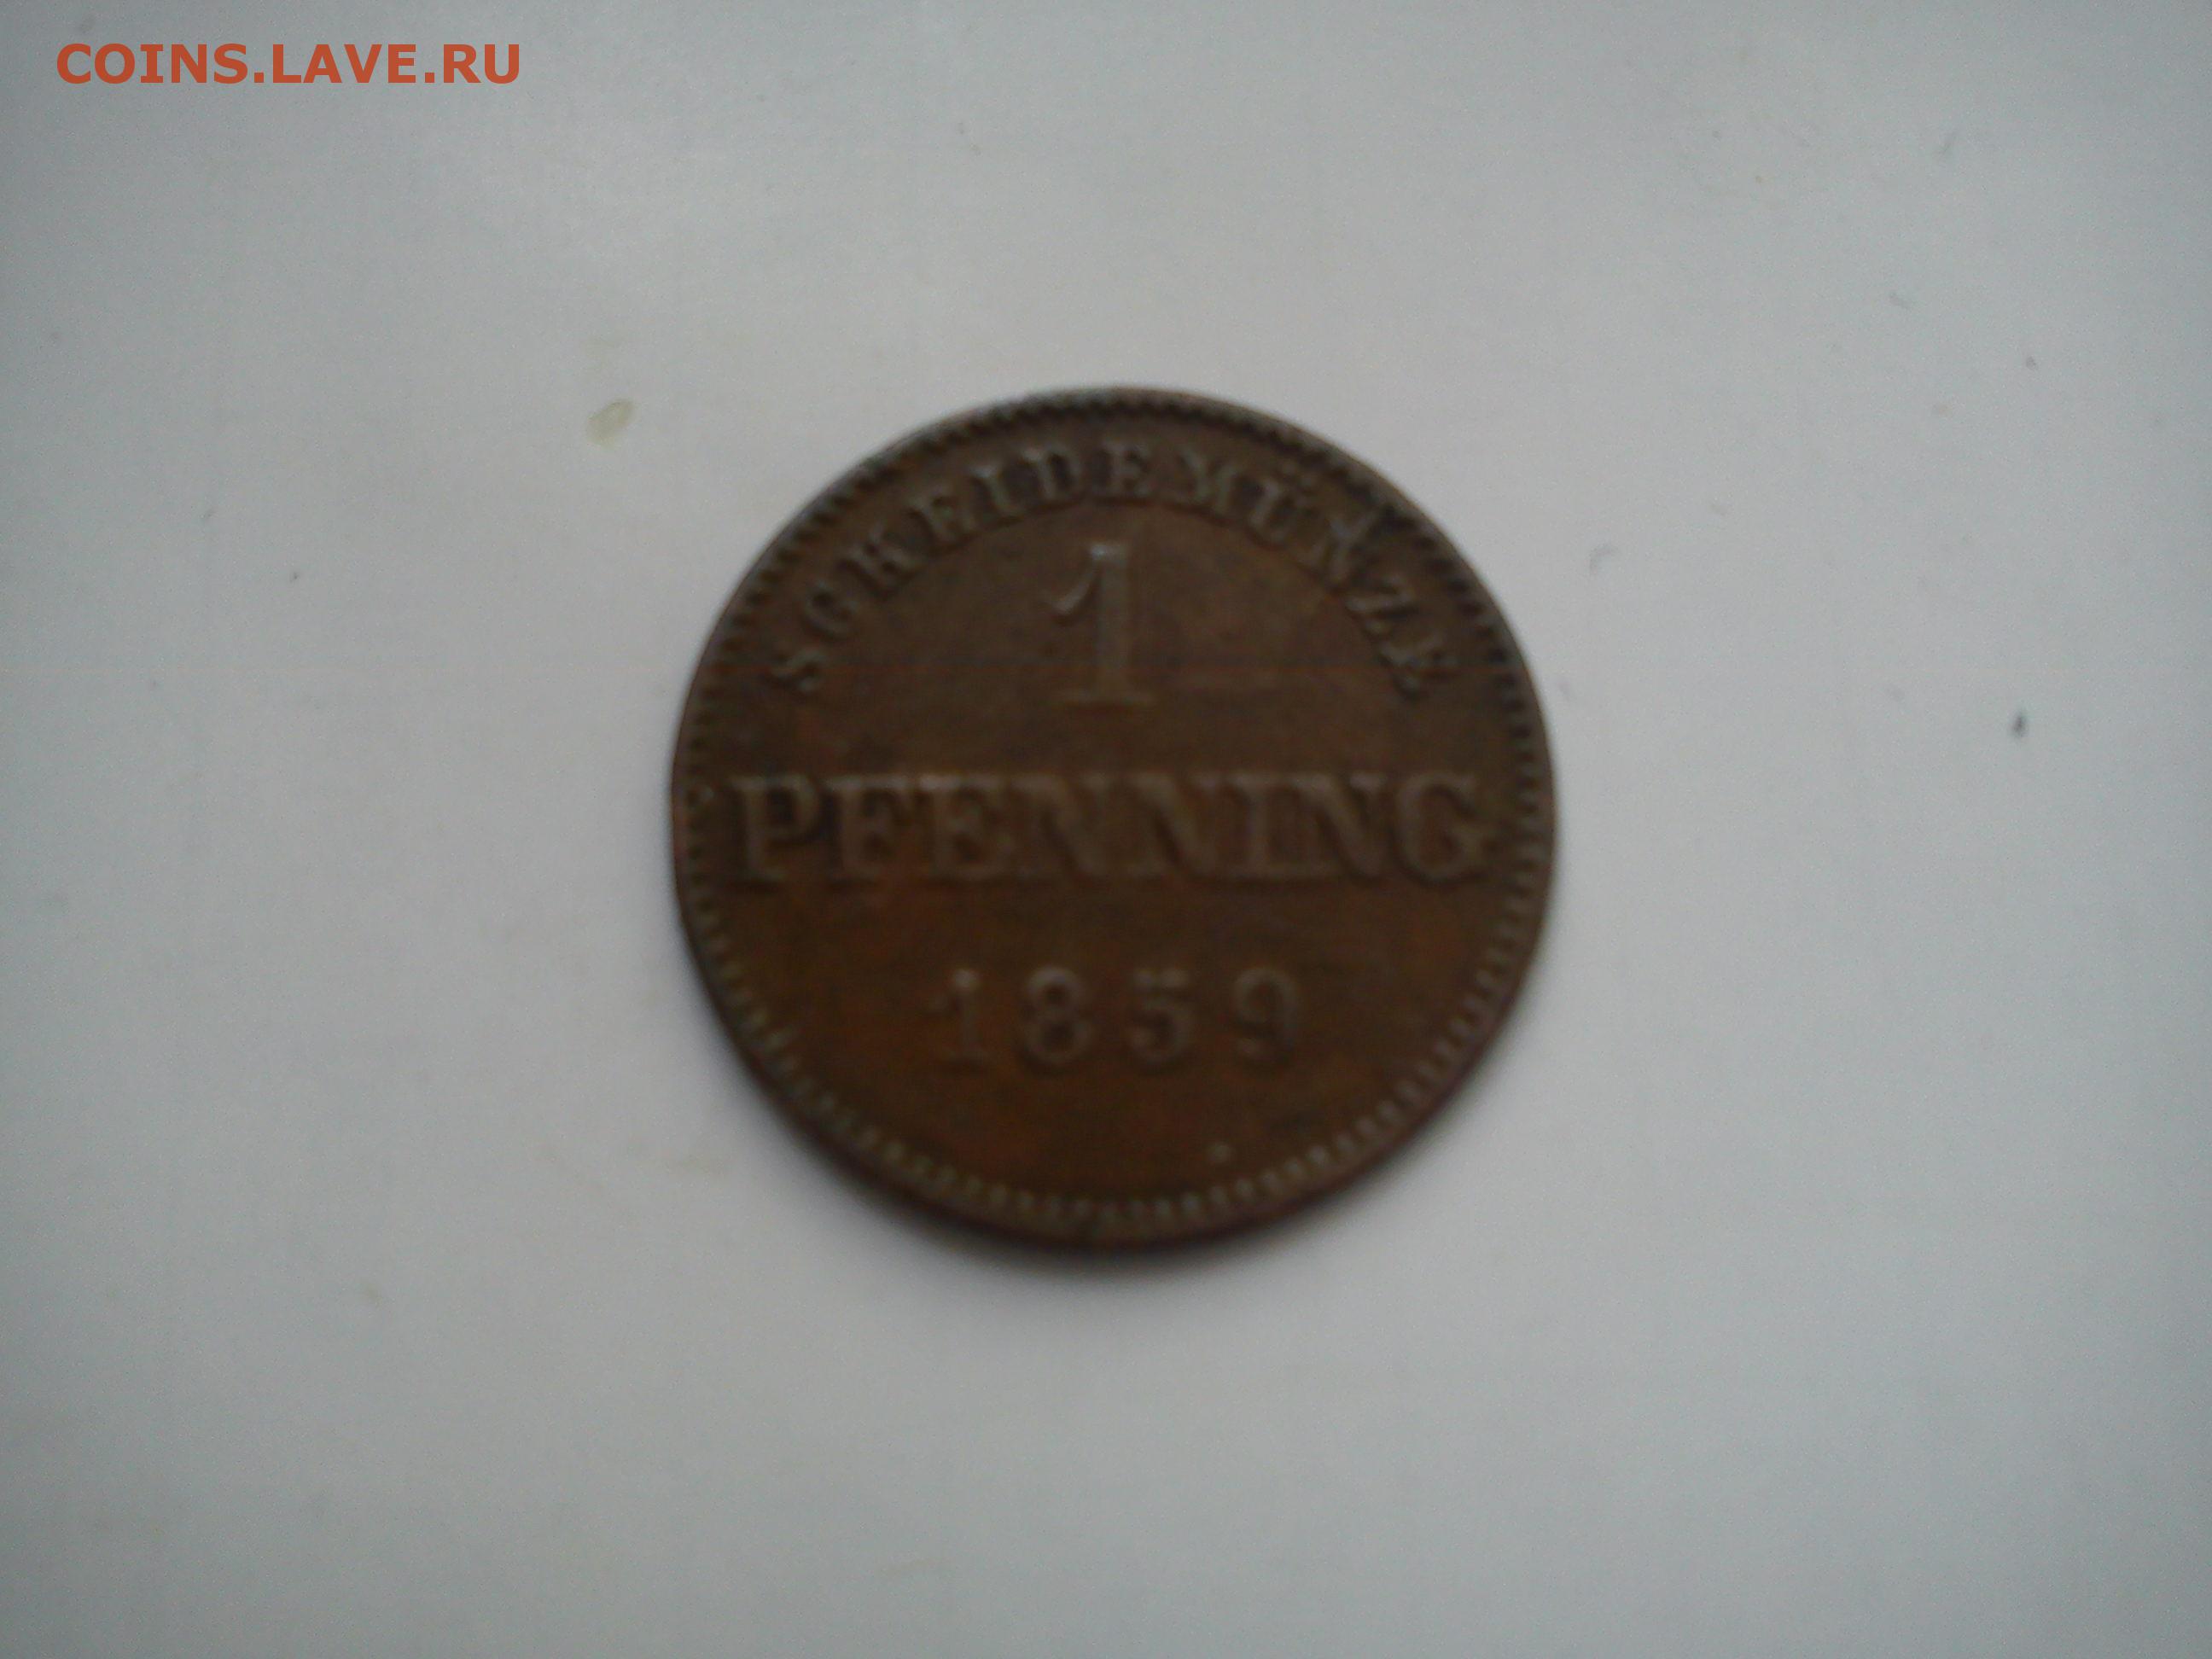 COINS.LAVE.RU
SCHEIDEMÜNZE
1
PFENNING
1859